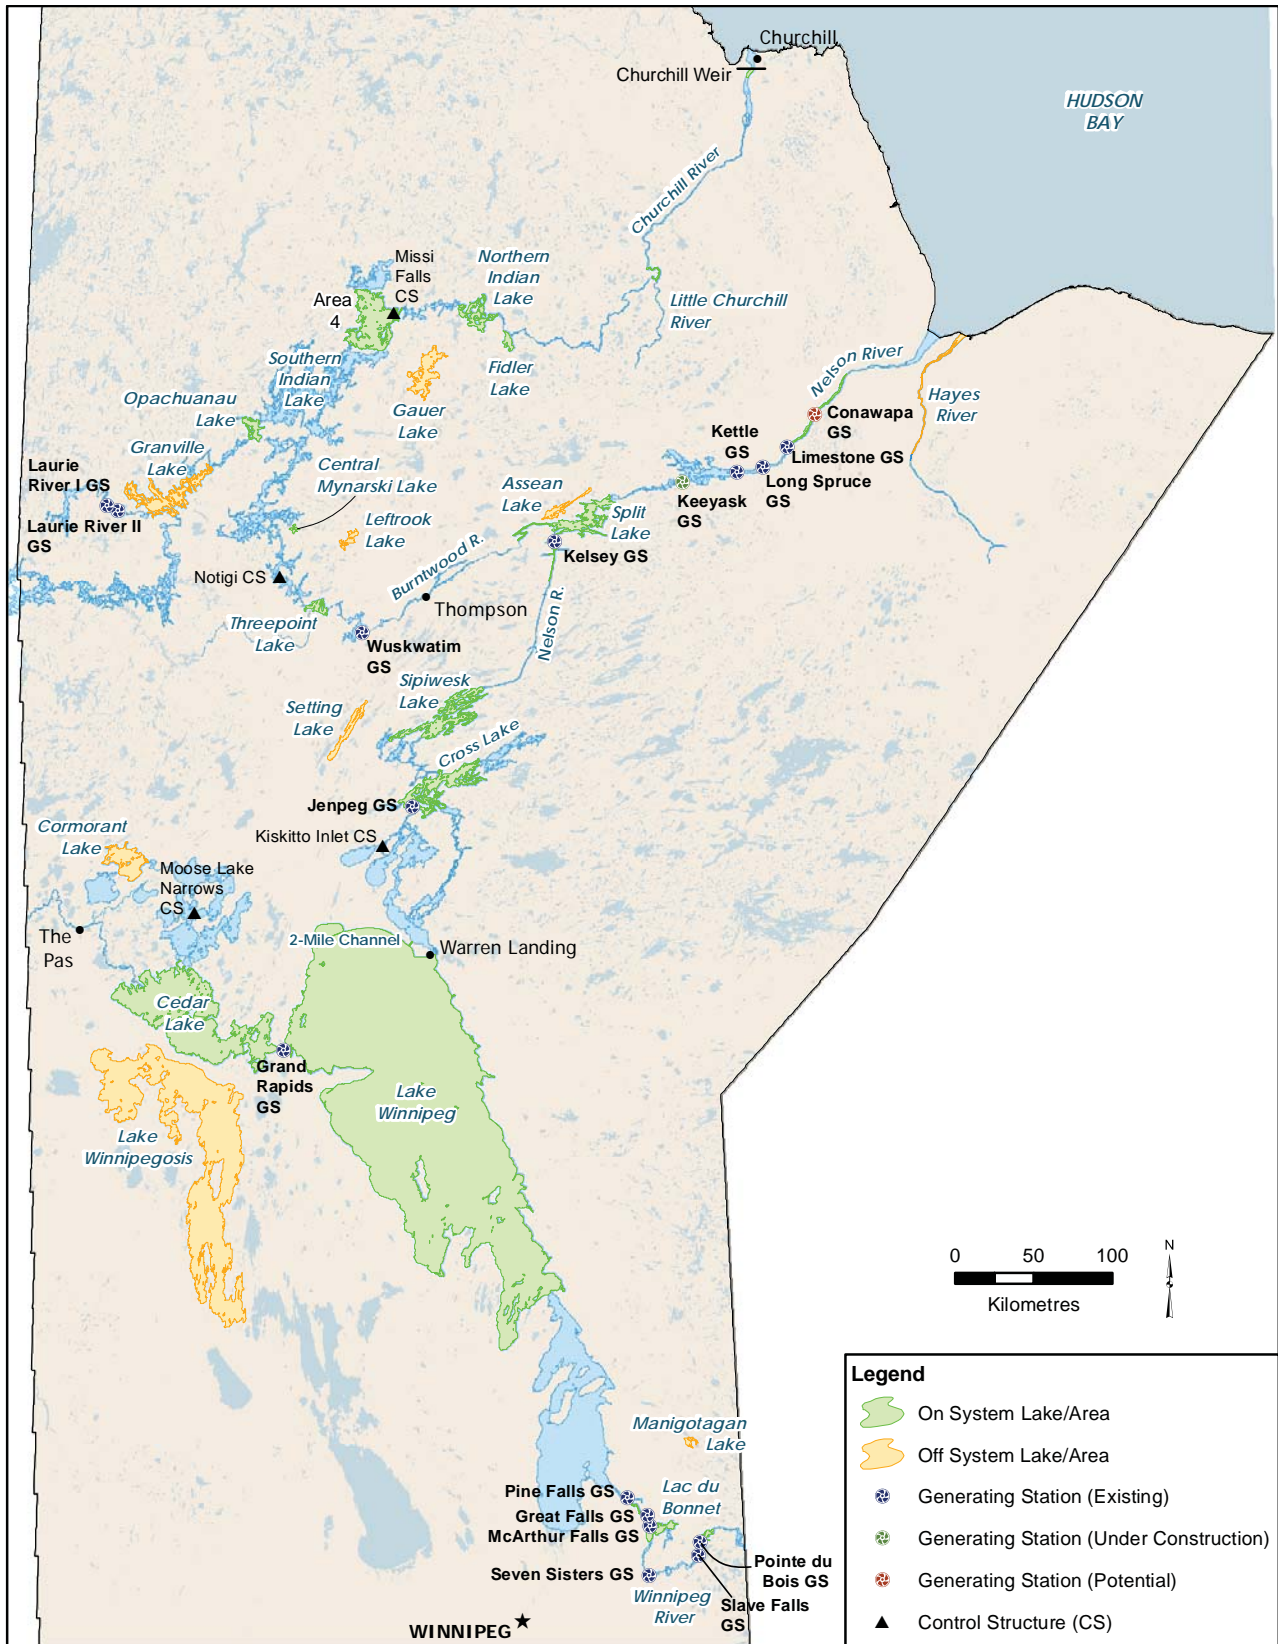 Churchill
Churchill Weir
HUDSON
BAY
Churchill River
Missi
Falls
CS
Northern
Indian
Lake
Area
4
Little Churchill
River
Southern
Indian
Lake
Fidler
Lake
Nelson River
Opachuanau
Lake
Gauer
Lake
Hayes
River
Conawapa
GS
Granville
Lake
Kettle
GS
Limestone GS
Laurie
River I GS
Central
Mynarski Lake
Assean
Lake
Long Spruce
GS
Keeyask
GS
Laurie River II
GS
Leftrook
Lake
Split
Lake
Kelsey GS
Burntwood R.
Notigi CS
Thompson
Nelson R.
Threepoint
Lake
Wuskwatim
GS
Sipiwesk
Lake
Setting
Lake
Cross Lake
Jenpeg GS
Kiskitto Inlet CS
Cormorant
Lake
Moose Lake
Narrows
CS
The
Pas
2-Mile Channel
Warren Landing
Cedar
Lake
Grand
Rapids
GS
Lake
Winnipeg
Lake
Winnipegosis
0 50 100
Kilometres
N
Legend
On System Lake/Area
Off System Lake/Area
Generating Station (Existing)
Generating Station (Under Construction)
Generating Station (Potential)
Control Structure (CS)
Manigotagan
Lake
Pine Falls GS
Lac du
Bonnet
Great Falls GS
McArthur Falls GS
Pointe du
Bois GS
Seven Sisters GS
Winnipeg
River
Slave Falls
GS
WINNIPEG